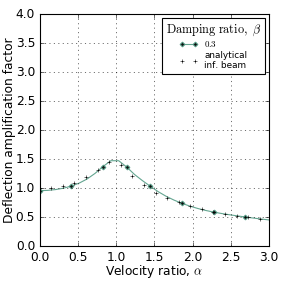 Damping ratio, β
0.3
analytical
inf. beam
Deflection amplification factor
4.0
3.5
3.0
2.5
2.0
1.5
1.0
0.5
0.0
0.0 0.5 1.0 1.5 2.0 2.5 3.0
Velocity ratio, α